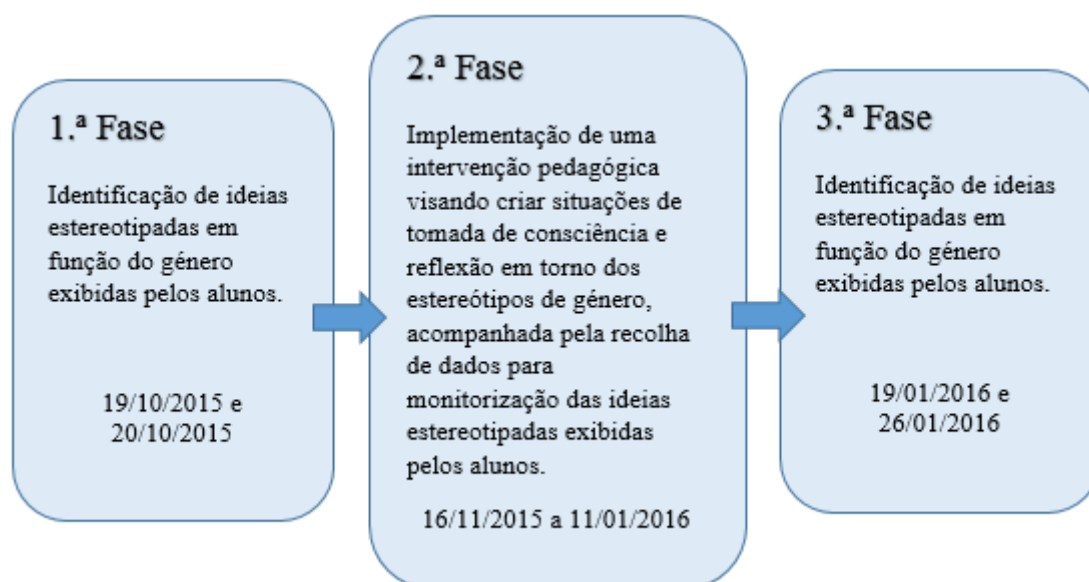 1.ª Fase
Identificação de ideias
estereotipadas em
função do género
exibidas pelos alunos.
19/10/2015 e
20/10/2015
2.ª Fase
Implementação de uma
intervenção pedagógica
visando criar situações de
tomada de consciência e
reflexão em torno dos
estereótipos de género,
acompanhada pela recolha
de dados para
monitorização das ideias
estereotipadas exibidas
pelos alunos.
16/11/2015 a 11/01/2016
3.ª Fase
Identificação de ideias
estereotipadas em
função do género
exibidas pelos alunos.
19/01/2016 e
26/01/2016